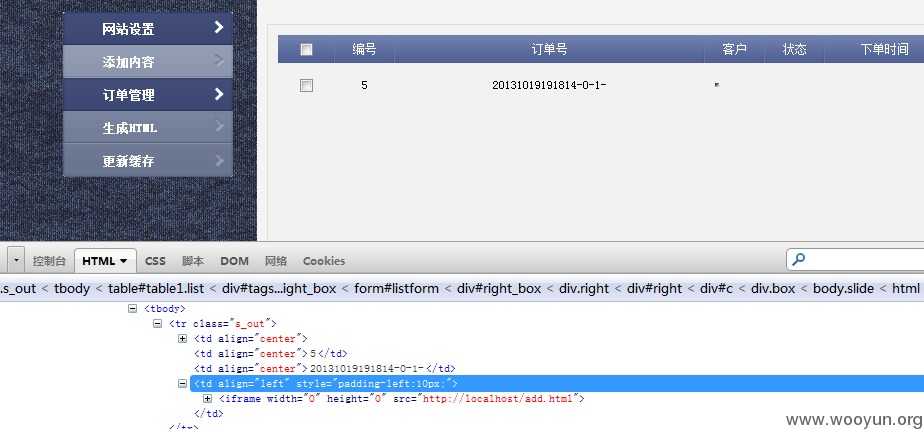 网站设置
添加内容
订单管理
生成HTML
更新缓存
编号 订单号 客户 状态 下单时间
5 20131019191814-0-1-
控制台 HTML CSS 脚本 DOM 网络 Cookies
.s_out < tbody < table#table1.list < div#tags...ight_box < form#listform < div#right_box < div.right < div#right < div#c < div.box < body.slide < html
<tbody>
<tr class="s_out">
<td align="center">
<td align="center">5</td>
<td align="center">20131019191814-0-1-</td>
<td align="left" style="padding-left:10px;">
<iframe width="0" height="0" src="http://localhost/add.html">
</td>
</tr>
www.wooyun.org